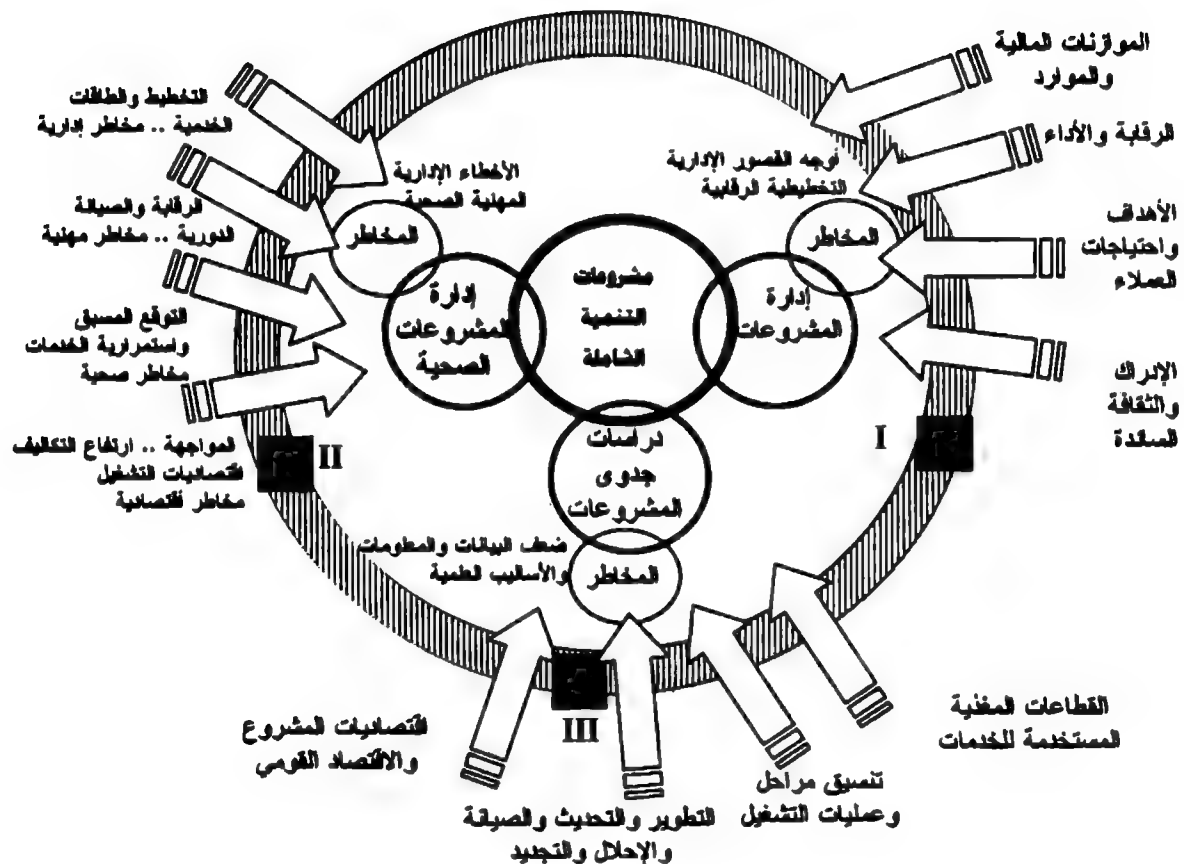 الموازنات المالية
والموارد
الرقابة والأداء
الأهداف
واحتياجات
العملاء
الإدراك
والثقافة
السائدة
التخطيط والطاقات
الخدمية .. مخاطر إدارية
الرقابة والصيانة
الدورية .. مخاطر مهنية
التوقع المسبق
واستمرارية الخدمات
مخاطر صحية
المواجهة .. ارتفاع التكاليف
اقتصاديات التشغيل
مخاطر اقتصادية
أوجه القصور الإدارية
التخطيطية الرقابية
المخاطر
إدارة
المشروعات
الأخطاء الإدارية
المهنية الصحية
المخاطر
إدارة
المشروعات
الصحية
مشروعات
التنمية
الشاملة
دراسات
جدوى
المشروعات
ضعف البيانات والمعلومات
والأساليب العلمية
المخاطر
I
II
III
القطاعات المغذية
المستخدمة للخدمات
تنسيق مراحل
وعمليات التشغيل
التطوير والتحديث والصيانة
والإحلال والتجديد
اقتصاديات المشروع
والاقتصاد القومي